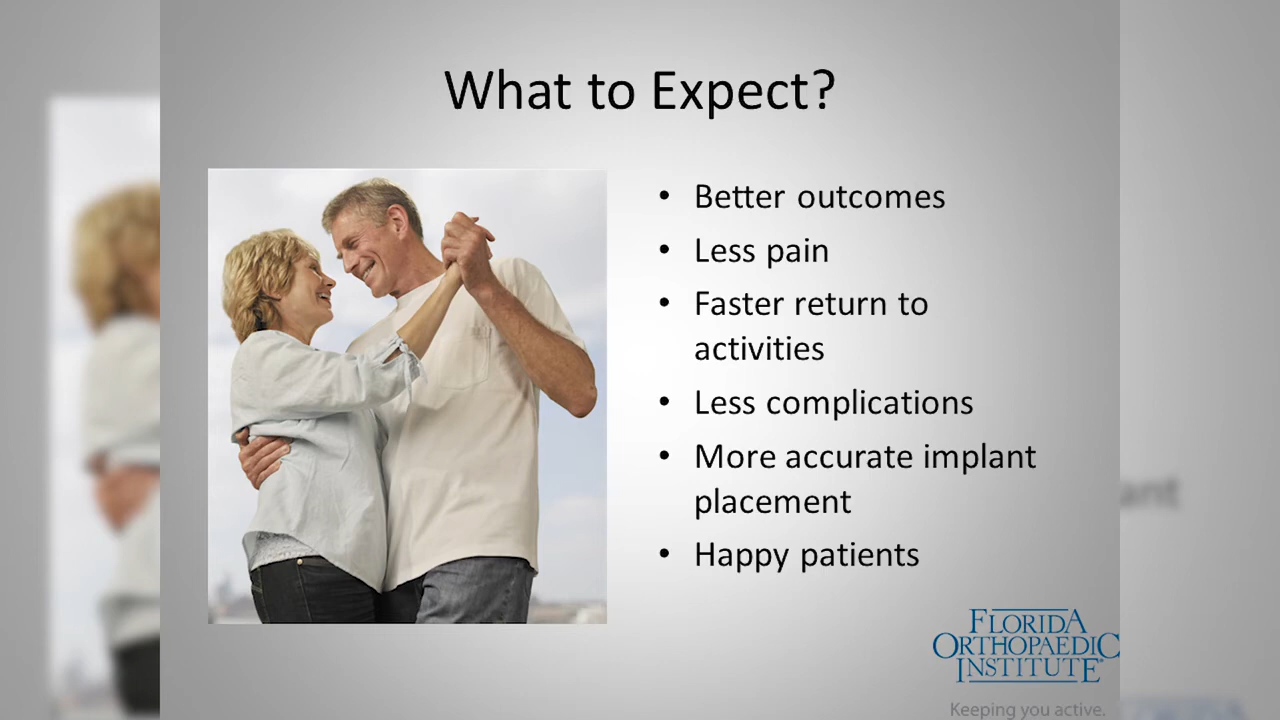 What to Expect?
• Better outcomes
• Less pain
• Faster return to
activities
• Less complications
• More accurate implant
placement
• Happy patients
FLORIDA
ORTHOPAEDIC
INSTITUTE®
Keeping you active.